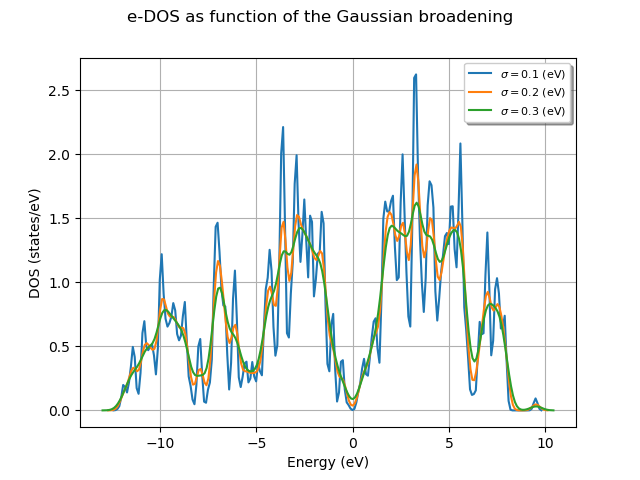 e-DOS as function of the Gaussian broadening
σ = 0.1 (eV)
σ = 0.2 (eV)
σ = 0.3 (eV)
DOS (states/eV)
2.5
2.0
1.5
1.0
0.5
0.0
−10 −5 0 5 10
Energy (eV)